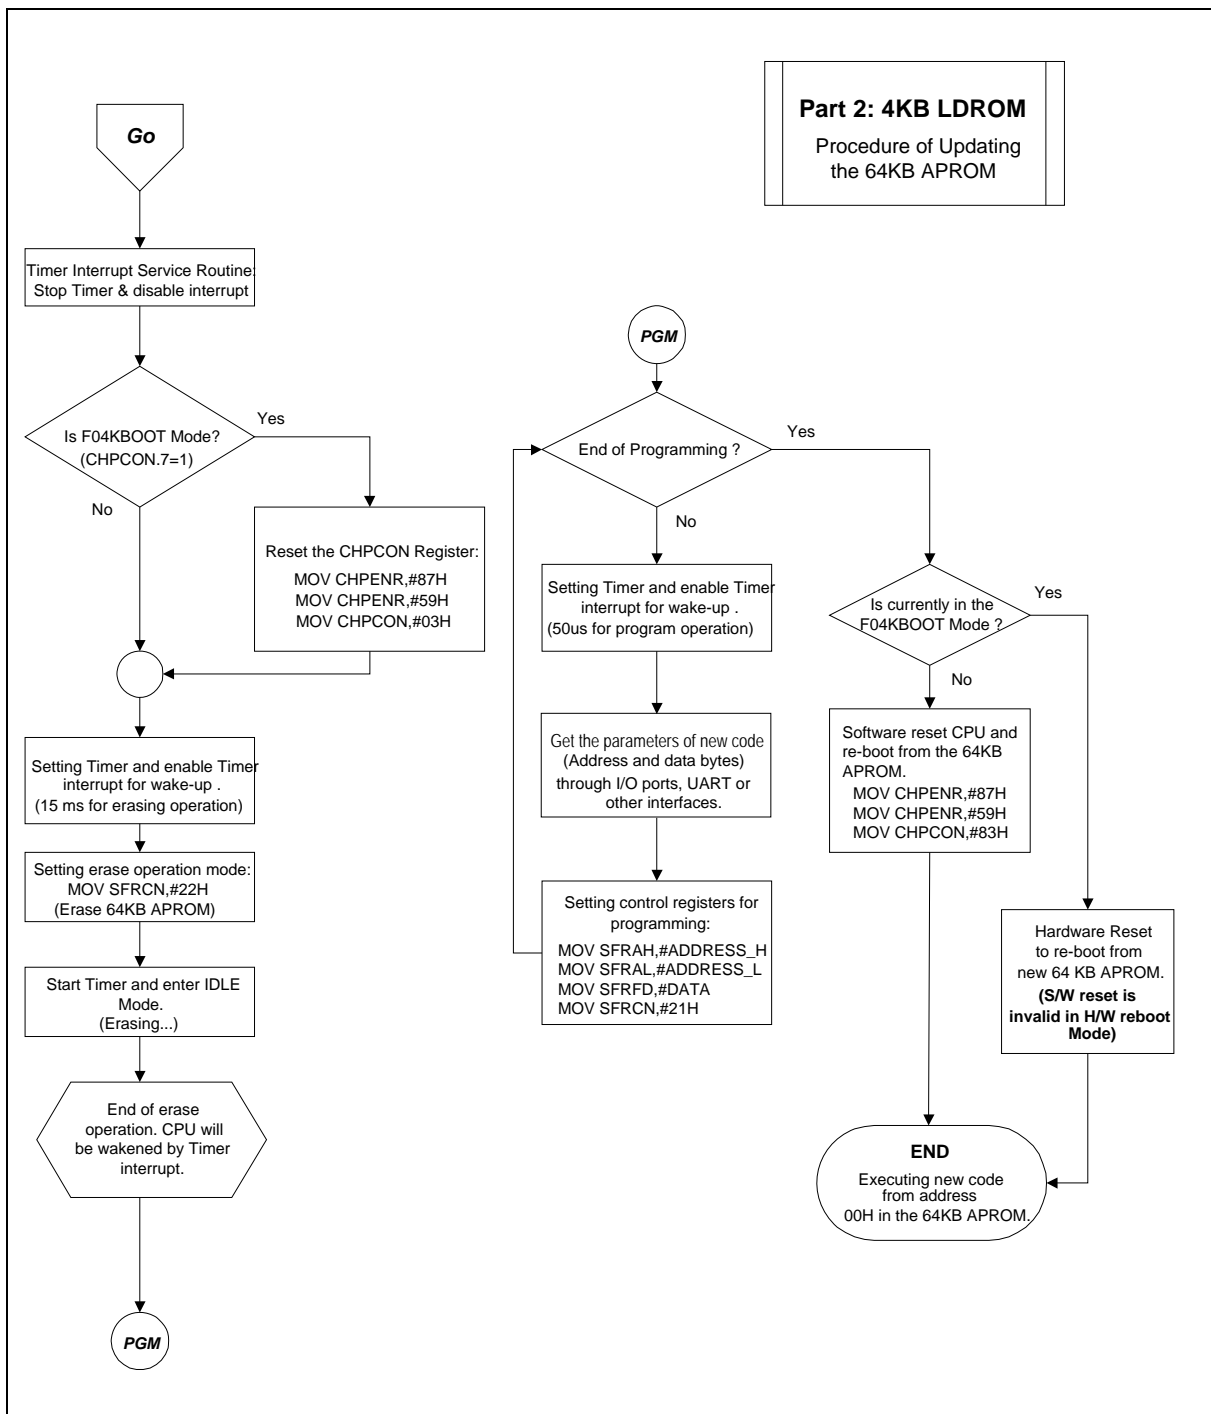 Part 2: 4KB LDROM
Procedure of Updating
the 64KB APROM
Go
Timer Interrupt Service Routine:
Stop Timer & disable interrupt
Is F04KBOOT Mode?
(CHPCON.7=1)
Yes
No
Reset the CHPCON Register:
MOV CHPENR,#87H
MOV CHPENR,#59H
MOV CHPCON,#03H
Setting Timer and enable Timer
interrupt for wake-up .
(15 ms for erasing operation)
Setting erase operation mode:
MOV SFRCN,#22H
(Erase 64KB APROM)
Start Timer and enter IDLE
Mode.
(Erasing...)
End of erase
operation. CPU will
be wakened by Timer
interrupt.
PGM
PGM
End of Programming ?
Yes
No
Setting Timer and enable Timer
interrupt for wake-up .
(50us for program operation)
Get the parameters of new code
(Address and data bytes)
through I/O ports, UART or
other interfaces.
Setting control registers for
programming:
MOV SFRAH,#ADDRESS_H
MOV SFRAL,#ADDRESS_L
MOV SFRFD,#DATA
MOV SFRCN,#21H
Is currently in the
F04KBOOT Mode ?
Yes
No
Software reset CPU and
re-boot from the 64KB
APROM.
MOV CHPENR,#87H
MOV CHPENR,#59H
MOV CHPCON,#83H
Hardware Reset
to re-boot from
new 64 KB APROM.
(S/W reset is
invalid in H/W reboot
Mode)
END
Executing new code
from address
00H in the 64KB APROM.